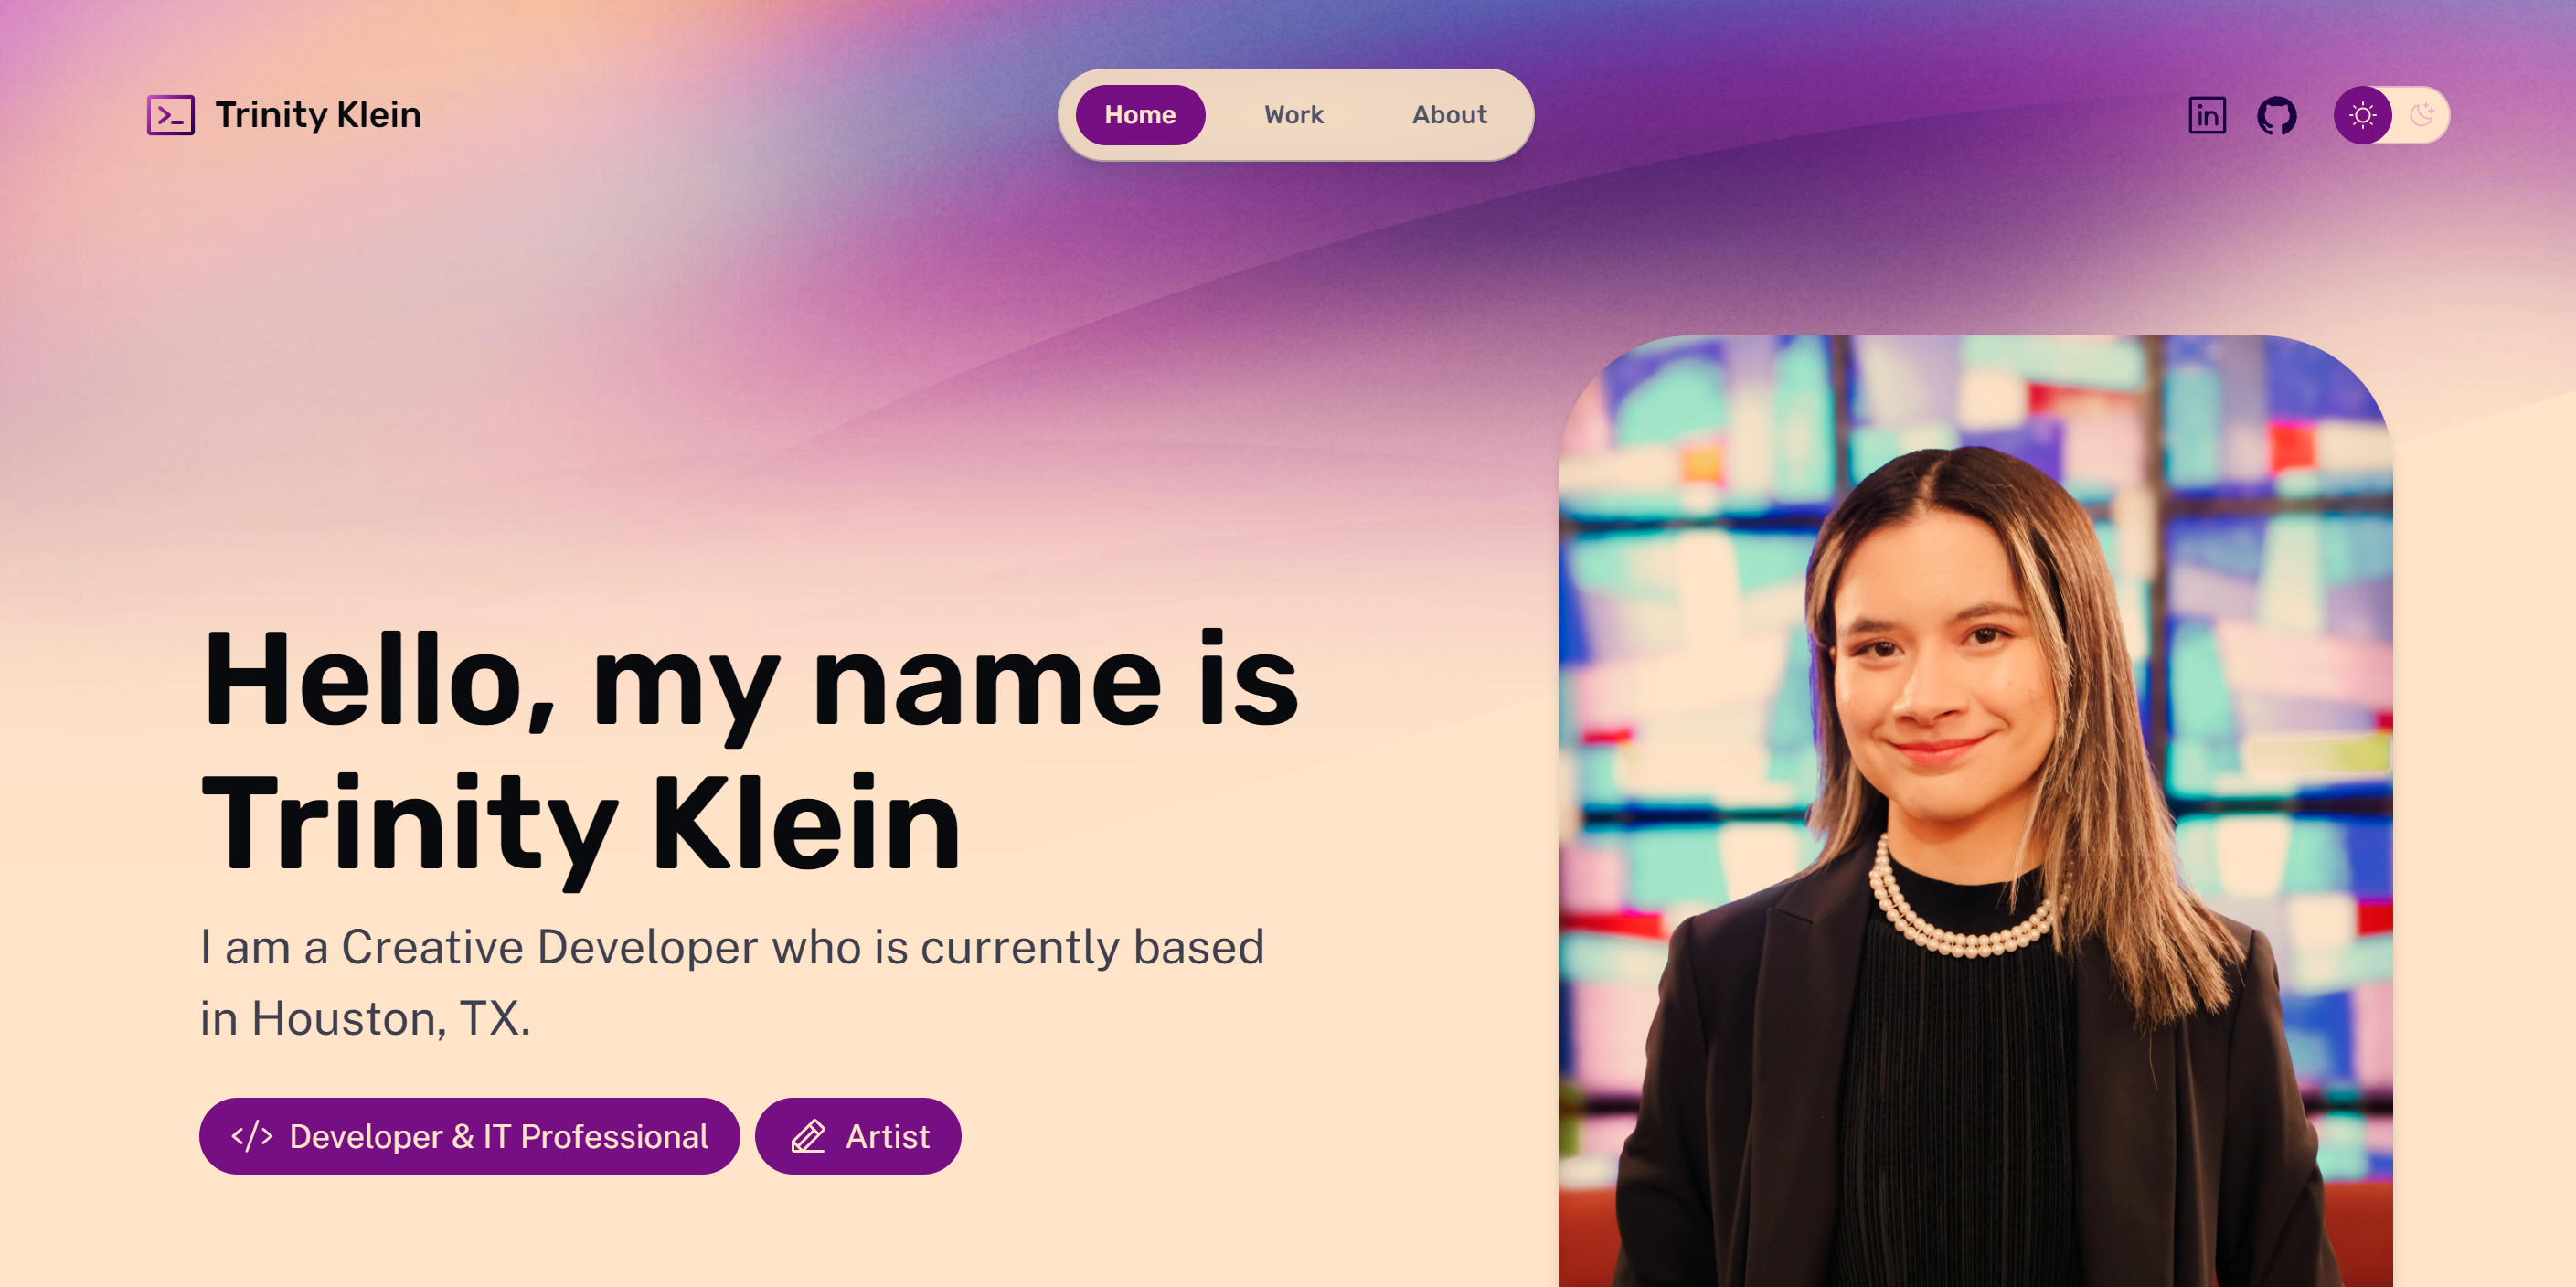 Trinity Klein
Home
Work
About
in
Hello, my name is
Trinity Klein
I am a Creative Developer who is currently based
in Houston, TX.
Developer & IT Professional
Artist